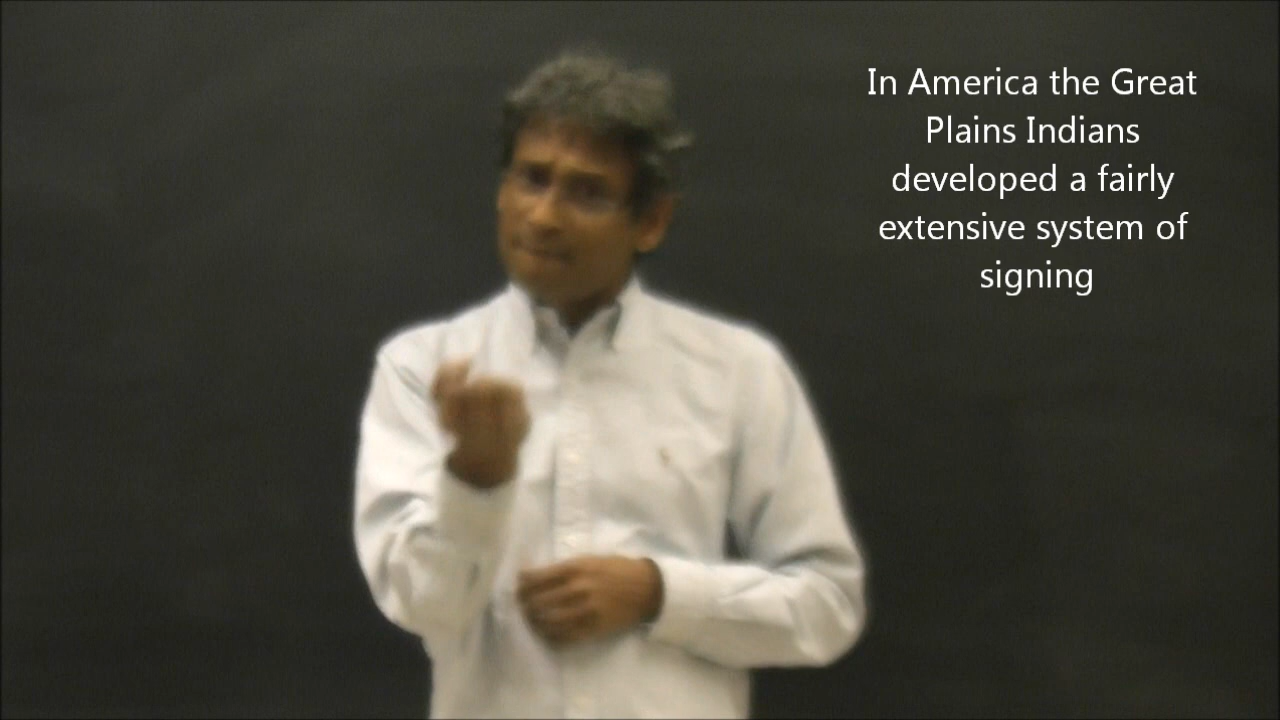 In America the Great
Plains Indians
developed a fairly
extensive system of
signing